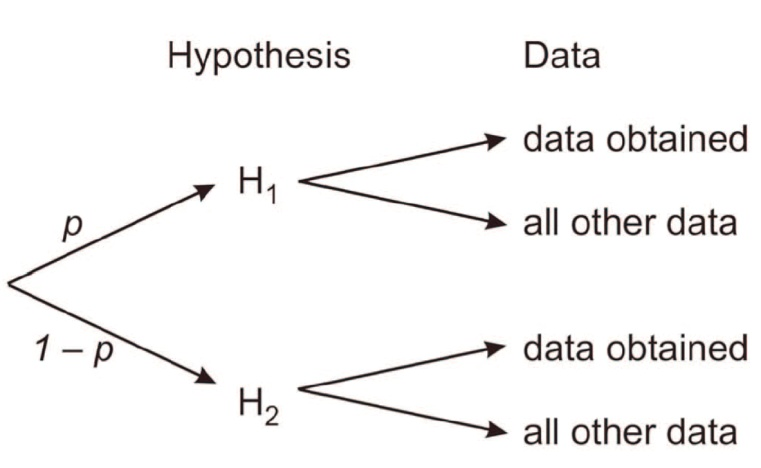 Hypothesis Data
data obtained
H₁
p
all other data
1 – p
data obtained
H₂
all other data